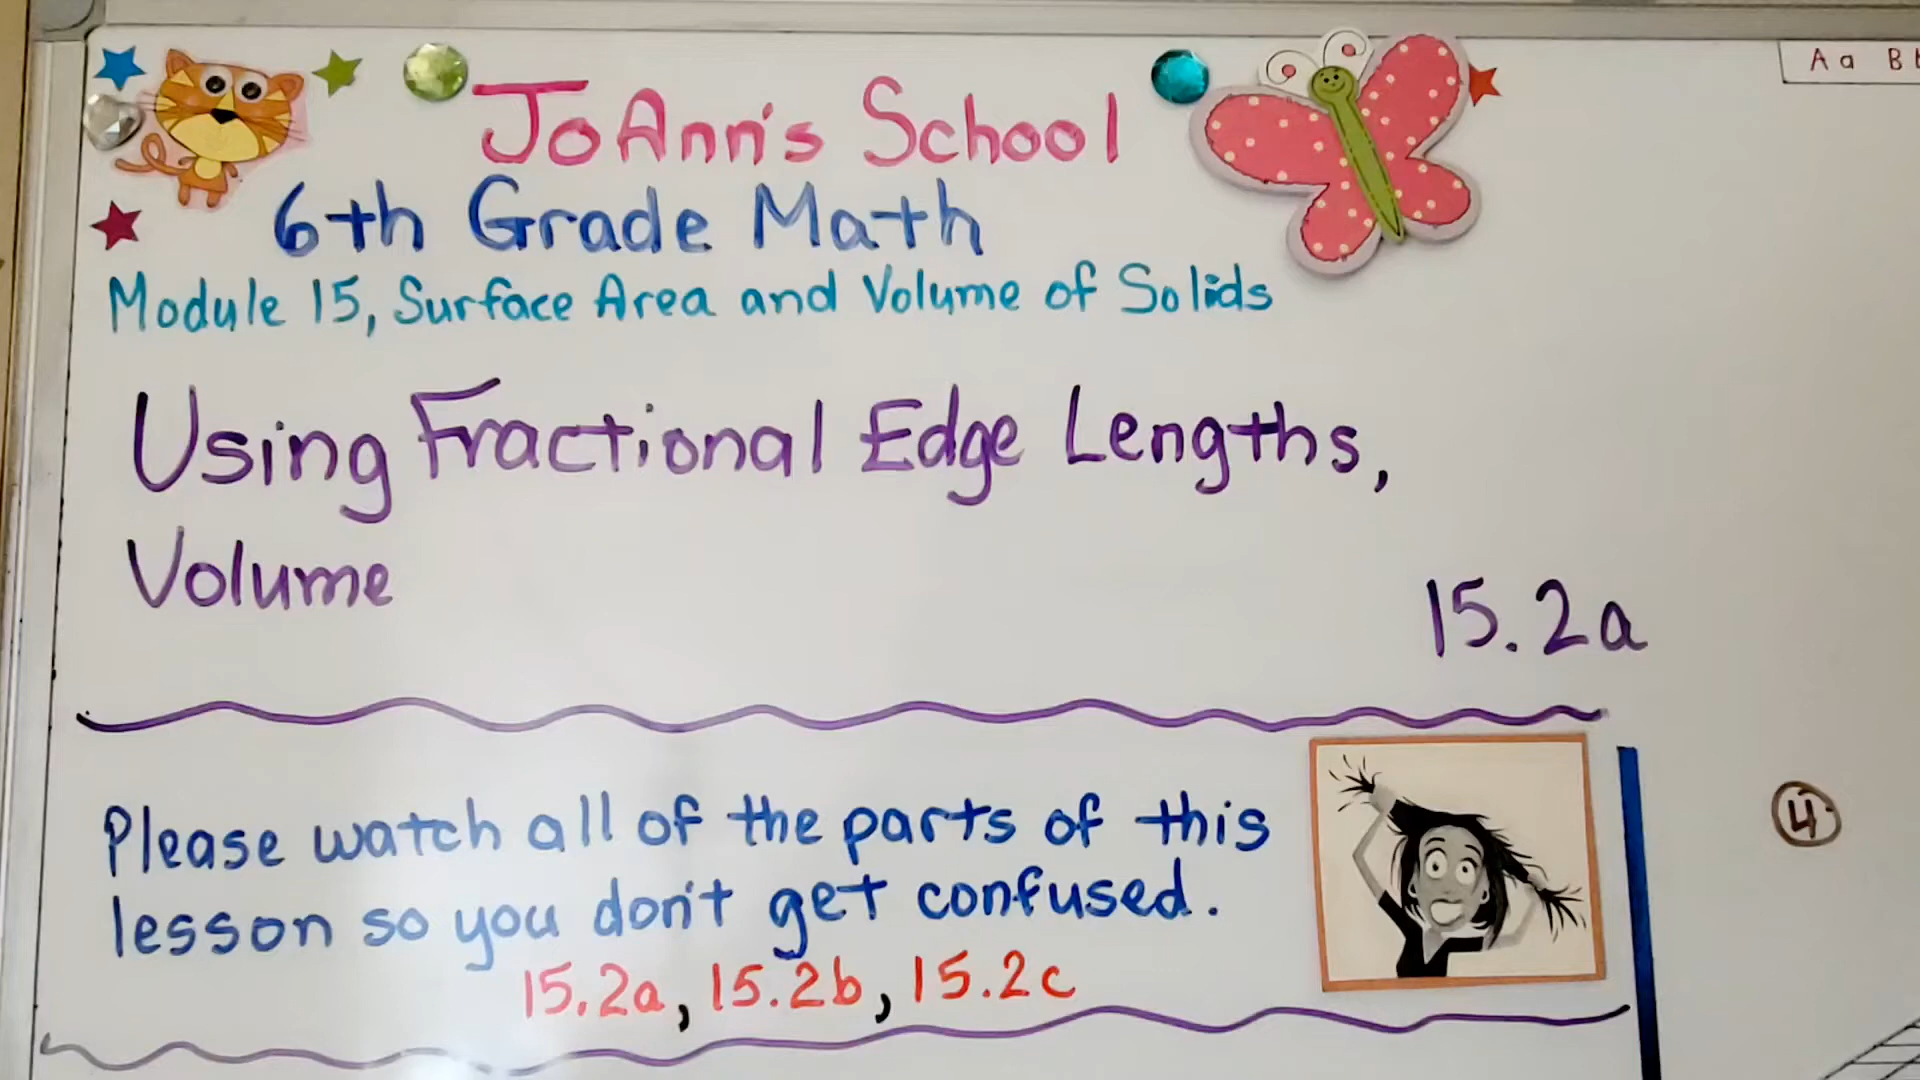 JoAnn's School
6th Grade Math
Module 15, Surface Area and Volume of Solids
Using Fractional Edge Lengths,
Volume
15.2a
Please watch all of the parts of this
lesson so you don't get confused.
15.2a, 15.2b, 15.2c
Aa
4